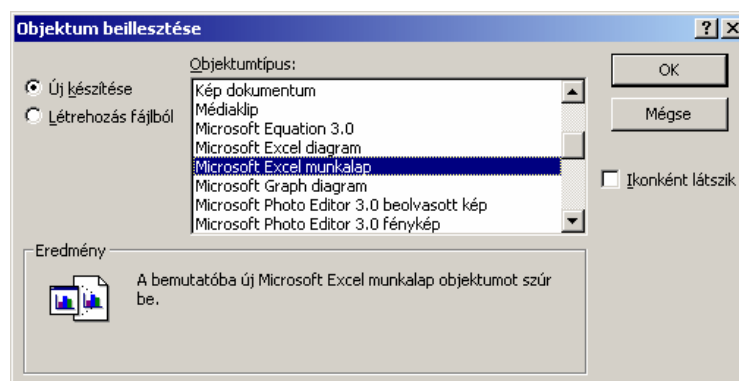 Objektum beillesztése
Objektumtípus:
Új készítése
Létrehozás fájlból
Kép dokumentum
Médiaklip
Microsoft Equation 3.0
Microsoft Excel diagram
Microsoft Excel munkalap
Microsoft Graph diagram
Microsoft Photo Editor 3.0 beolvasott kép
Microsoft Photo Editor 3.0 fénykép
OK
Mégse
Ikonként látszik
Eredmény
A bemutatóba új Microsoft Excel munkalap objektumot szúr
be.